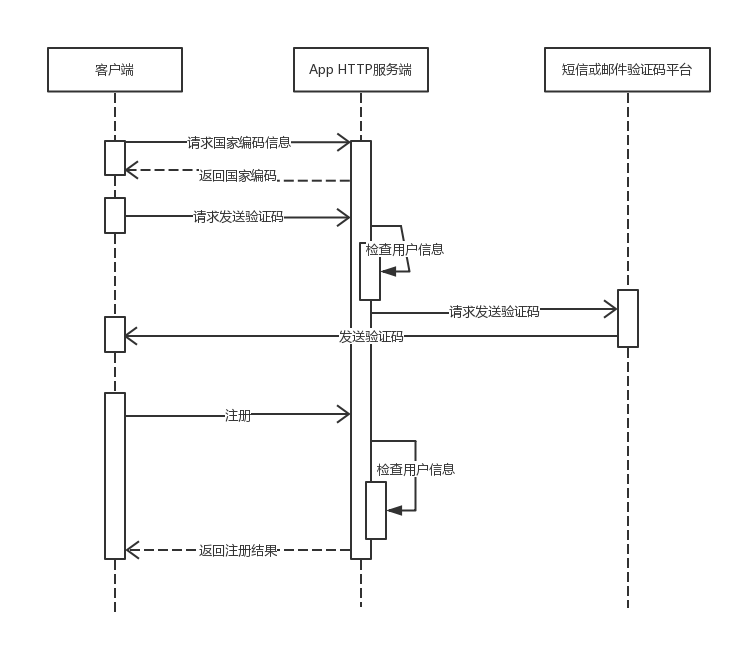 客户端
App HTTP服务端
短信或邮件验证码平台
请求国家编码信息
返回国家编码
请求发送验证码
检查用户信息
请求发送验证码
发送验证码
注册
检查用户信息
返回注册结果